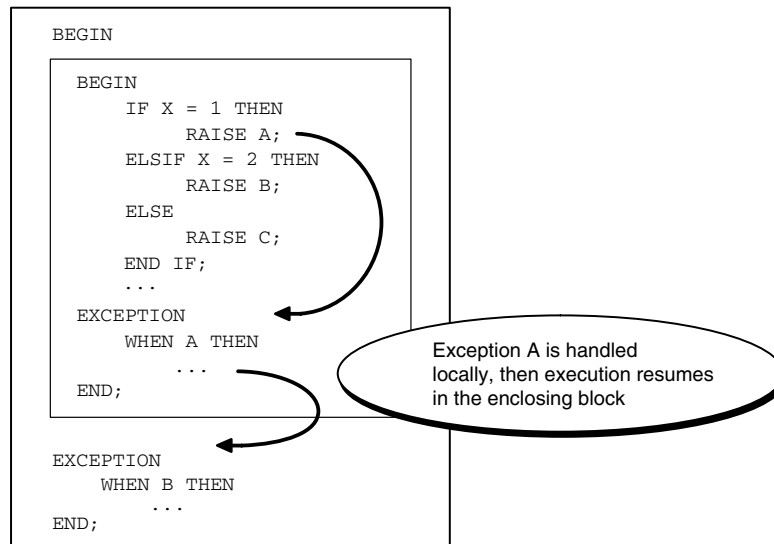 BEGIN
BEGIN
IF X = 1 THEN
RAISE A;
ELSIF X = 2 THEN
RAISE B;
ELSE
RAISE C;
END IF;
...
EXCEPTION
WHEN A THEN
...
END;
Exception A is handled
locally, then execution resumes
in the enclosing block
EXCEPTION
WHEN B THEN
...
END;